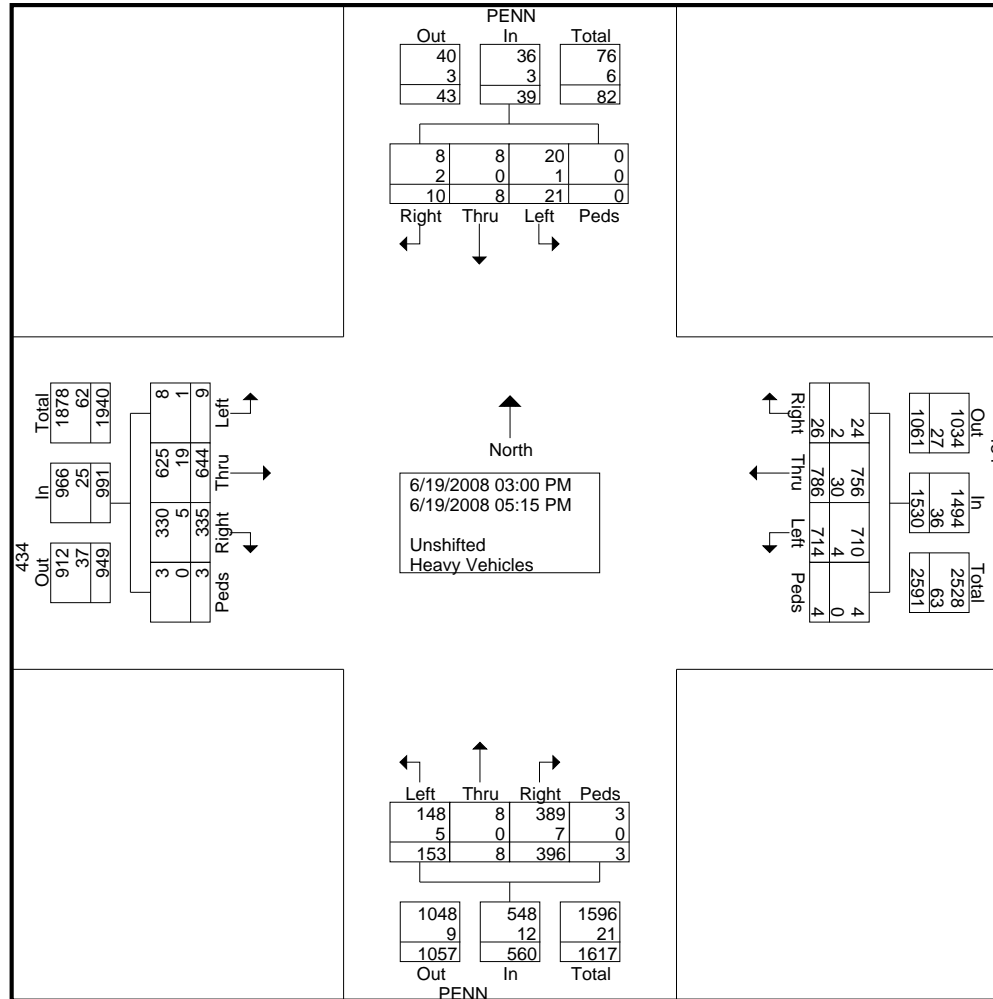 PENN
Out In Total
40 36 76
3 3 6
43 39 82
8 8 20 0
2 0 1 0
10 8 21 0
Right Thru Left Peds
Total
1878
62
1940
In
966
25
991
434
Out
912
37
949
8 1 9 Left
625 19 644 Thru
330 5 335 Right
3 0 3 Peds
North
6/19/2008 03:00 PM
6/19/2008 05:15 PM
Unshifted
Heavy Vehicles
Right 26 2 24
Thru 786 30 756
Left 714 4 710
Peds 4 0 4
Out
1034
27
1061
In
1494
36
1530
Total
2528
63
2591
Left Thru Right Peds
148 8 389 3
5 0 7 0
153 8 396 3
1048 548 1596
9 12 21
1057 560 1617
Out In Total
PENN